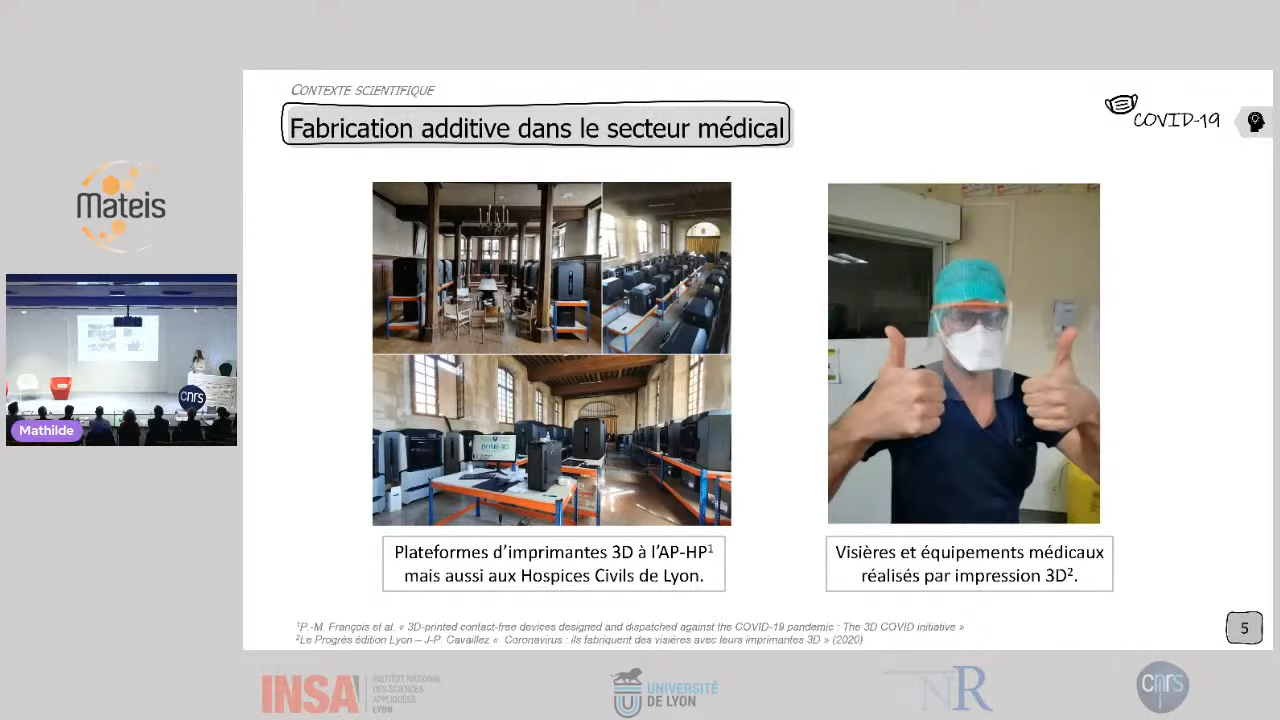 CONTEXTE SCIENTIFIQUE
Fabrication additive dans le secteur médical
COVID-19
Mateis
cnrs
Mathilde
Plateformes d'imprimantes 3D à l'AP-HP¹
mais aussi aux Hospices Civils de Lyon.
Visières et équipements médicaux
réalisés par impression 3D².
¹P.-M. François et al. « 3D-printed contact-free devices designed and dispatched against the COVID-19 pandemic : The 3D COVID initiative »
²Le Progrès édition Lyon – J-P. Cavaillez « Coronavirus : ils fabriquent des visières avec leurs imprimantes 3D » (2020)
5
INSA
INSTITUT NATIONAL
DES SCIENCES
APPLIQUÉES
LYON
UNIVERSITÉ
DE LYON
NR
cnrs